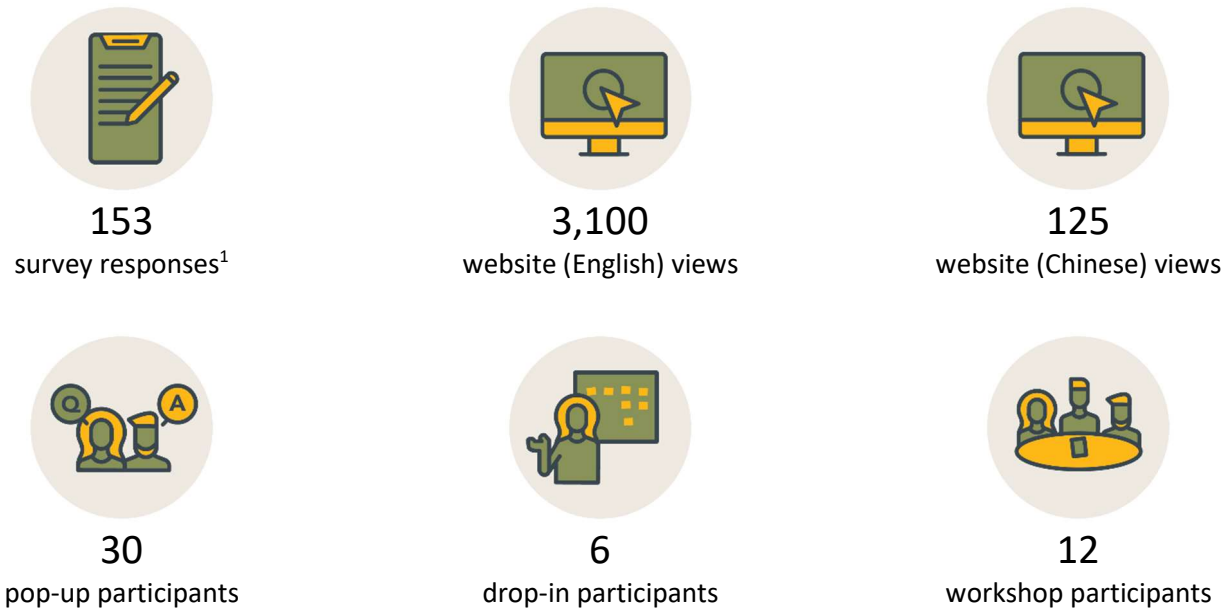 153
survey responses¹
3,100
website (English) views
125
website (Chinese) views
Q
A
30
pop-up participants
6
drop-in participants
12
workshop participants